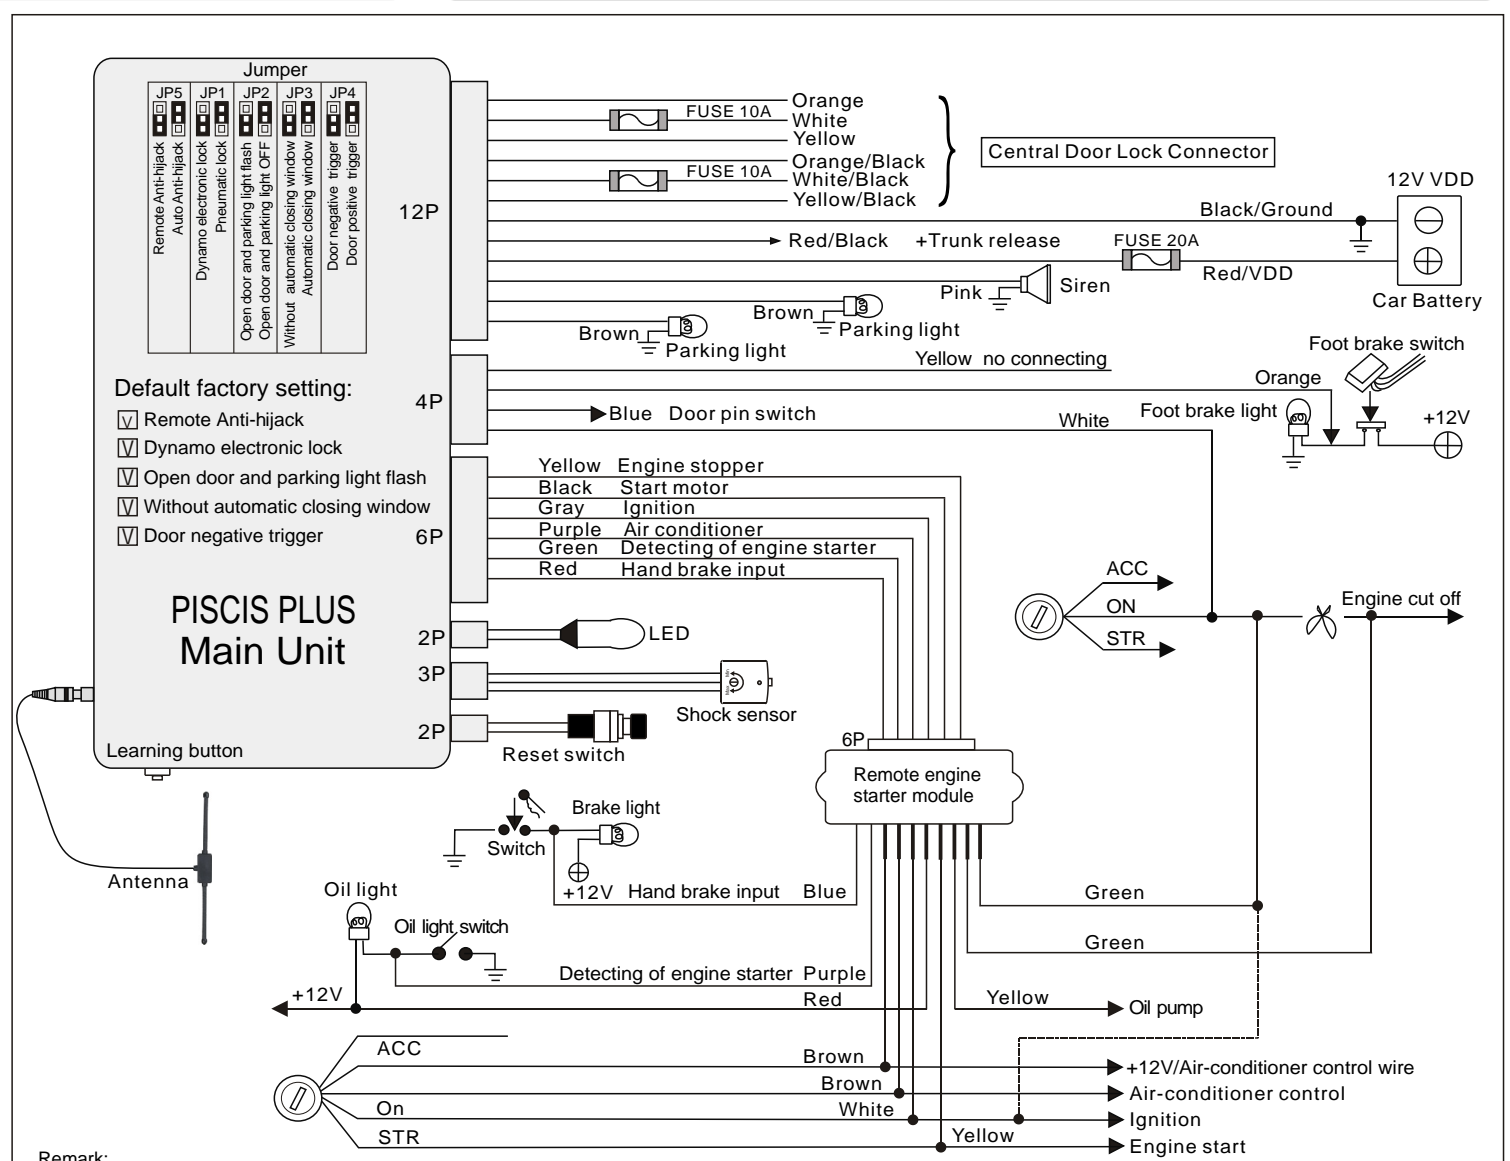 Jumper
JP5 JP1 JP2 JP3 JP4
Remote Anti-hijack
Auto Anti-hijack
Dynamo electronic lock
Pneumatic lock
Open door and parking light flash
Open door and parking light OFF
Without automatic closing window
Automatic closing window
Door negative trigger
Door positive trigger
Default factory setting:
V Remote Anti-hijack
V Dynamo electronic lock
V Open door and parking light flash
V Without automatic closing window
V Door negative trigger
PISCIS PLUS
Main Unit
Learning button
Antenna
12P
4P
6P
2P
3P
2P
Orange
FUSE 10A White
Yellow
Orange/Black
FUSE 10A White/Black
Yellow/Black
Central Door Lock Connector
12V VDD
Black/Ground
Red/Black +Trunk release
FUSE 20A
Red/VDD
Car Battery
Pink
Siren
Brown
Parking light
Brown
Parking light
Yellow no connecting
Foot brake switch
Orange
Blue Door pin switch
Foot brake light
+12V
White
Yellow Engine stopper
Black Start motor
Gray Ignition
Purple Air conditioner
Green Detecting of engine starter
Red Hand brake input
ACC
ON
STR
Engine cut off
LED
Min
Max
Shock sensor
Reset switch
6P
Remote engine
starter module
Brake light
Switch
+12V Hand brake input Blue
Oil light
Oil light switch
Detecting of engine starter Purple
+12V
Red
Green
Green
Yellow
Oil pump
ACC
Brown
+12V/Air-conditioner control wire
Brown
Air-conditioner control
On
White
Ignition
STR
Yellow
Engine start
Remark: